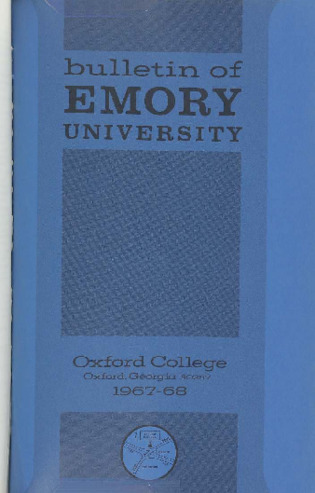 bulletin of
EMORY
UNIVERSITY
Oxford College
Oxford, Georgia
1967-68